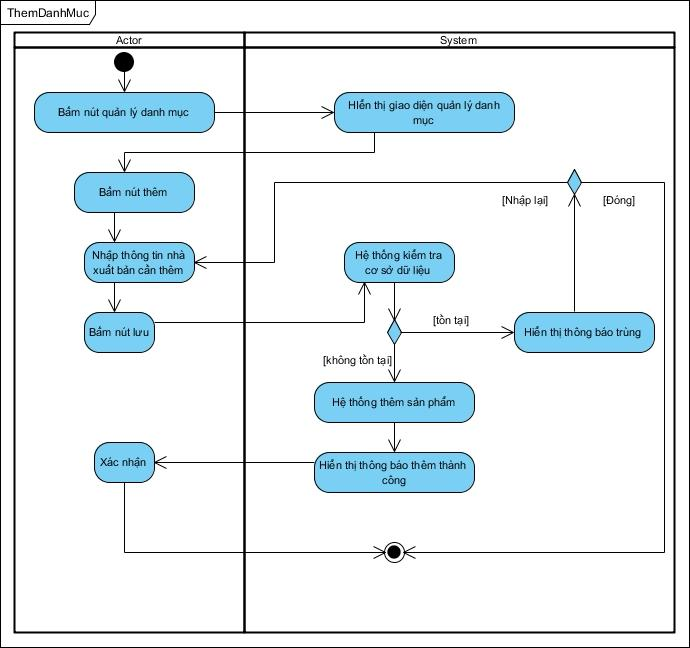 ThemDanhMuc
Actor
System
Bấm nút quản lý danh mục
Hiển thị giao diện quản lý danh
mục
Bấm nút thêm
[Nhập lại]
[Đóng]
Nhập thông tin nhà
xuất bản cần thêm
Hệ thống kiểm tra
cơ sở dữ liệu
Bấm nút lưu
[tồn tại]
Hiển thị thông báo trùng
[không tồn tại]
Hệ thống thêm sản phẩm
Xác nhận
Hiển thị thông báo thêm thành
công